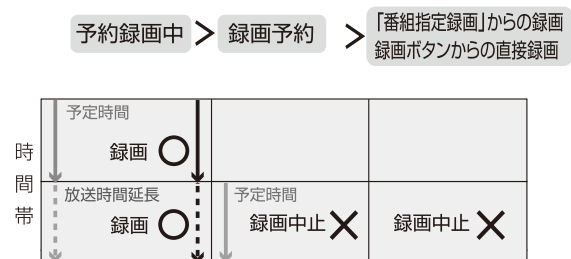 予約録画中 > 録画予約 > 「番組指定録画」からの録画
録画ボタンからの直接録画
時間帯
予定時間
録画 ○
放送時間延長
録画 ○
予定時間
録画中止 ×
録画中止 ×